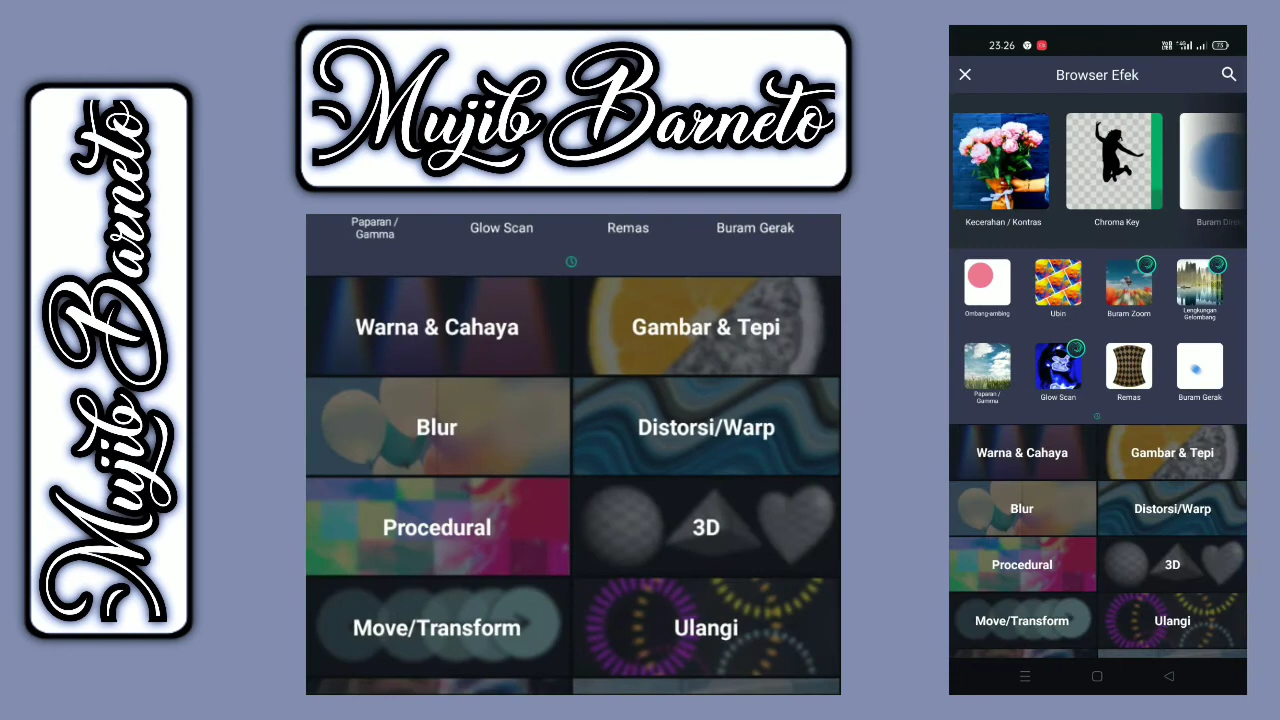 Mujib Barneto
Mujib Barneto
Paparan /
Gamma
Glow Scan
Remas
Buram Gerak
Warna & Cahaya
Gambar & Tepi
Blur
Distorsi/Warp
Procedural
3D
Move/Transform
Ulangi
23.26
73
Browser Efek
Kecerahan / Kontras
Chroma Key
Buram
Ombang-ambing
Ubin
Buram Zoom
Lengkungan
Gelombang
Paparan /
Gamma
Glow Scan
Remas
Buram Gerak
Warna & Cahaya
Gambar & Tepi
Blur
Distorsi/Warp
Procedural
3D
Move/Transform
Ulangi